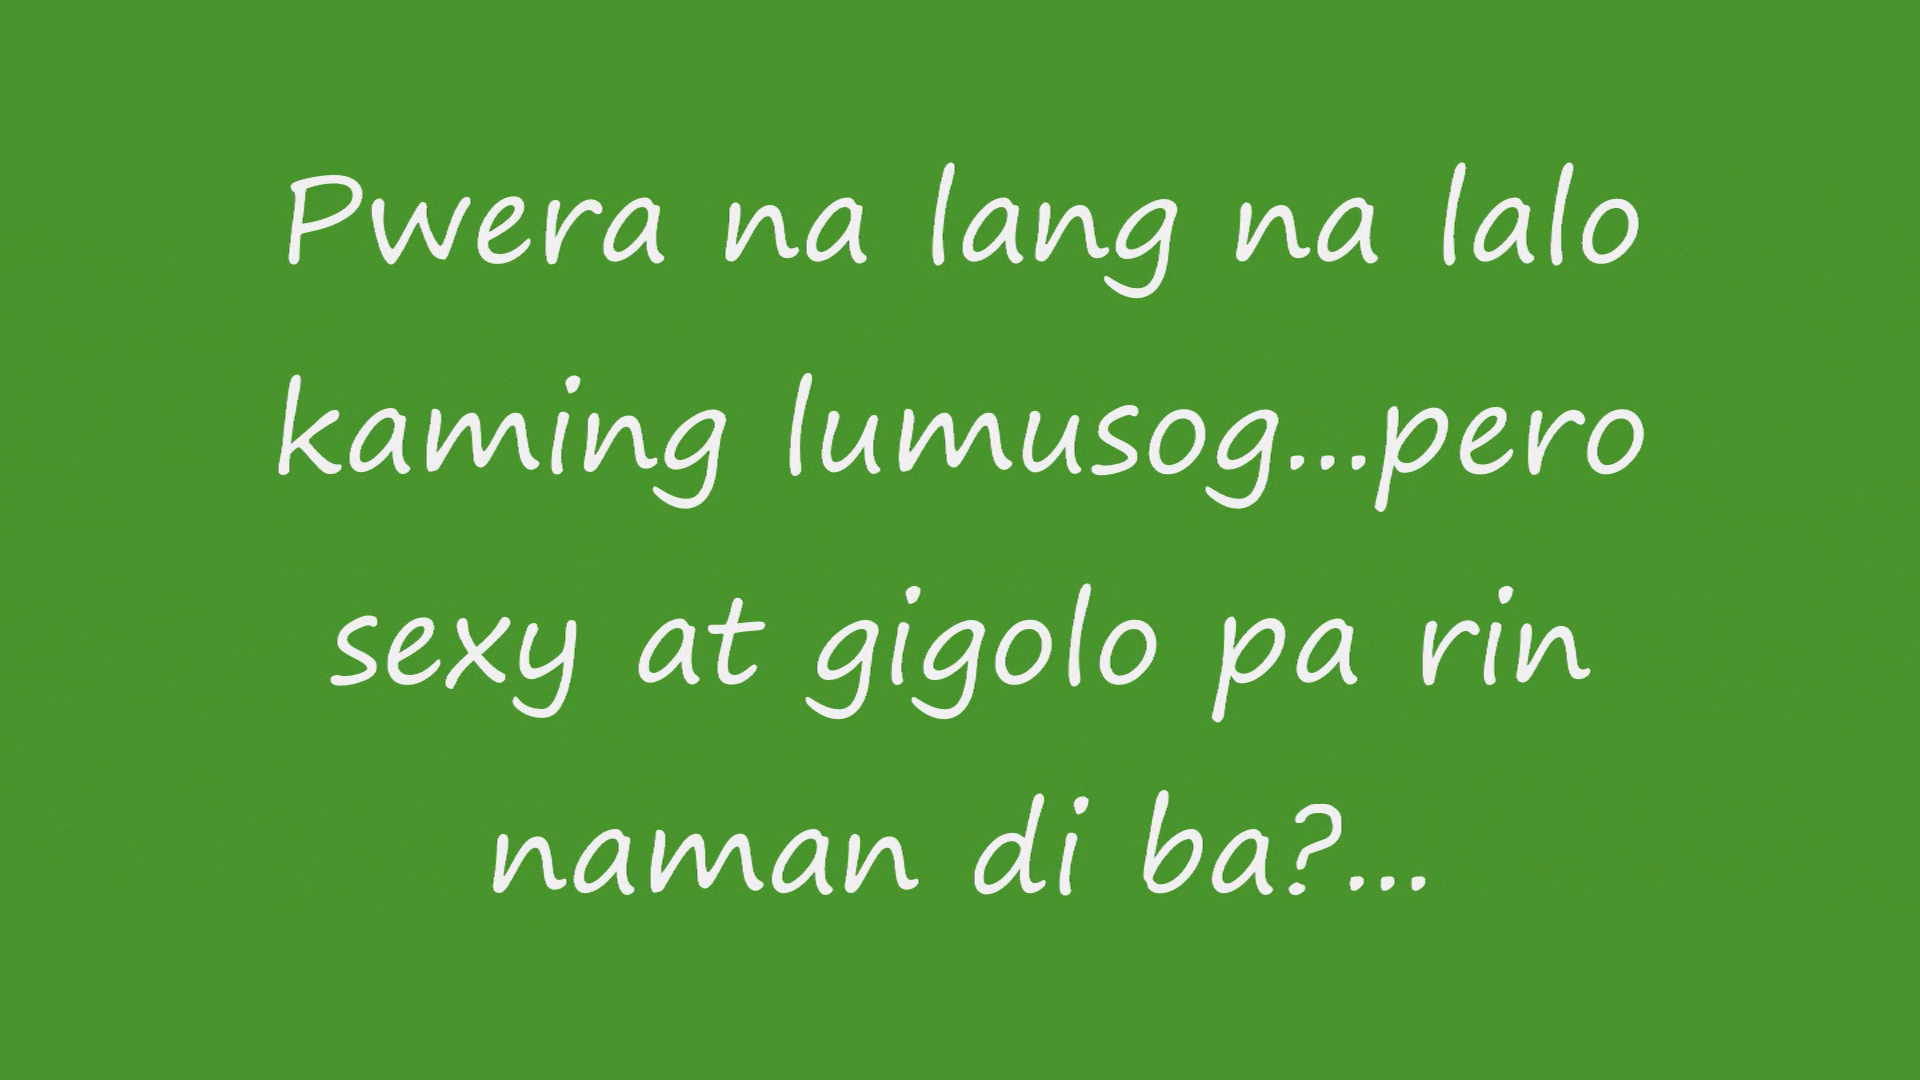 Pwera na lang na lalo
kaming lumusog...pero
sexy at gigolo pa rin
naman di ba?...